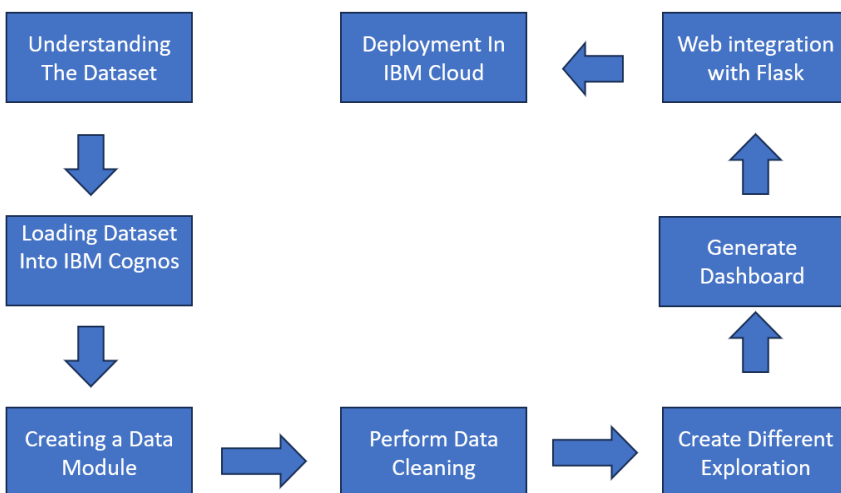 Understanding
The Dataset
Deployment In
IBM Cloud
Web integration
with Flask
Loading Dataset
Into IBM Cognos
Generate
Dashboard
Creating a Data
Module
Perform Data
Cleaning
Create Different
Exploration